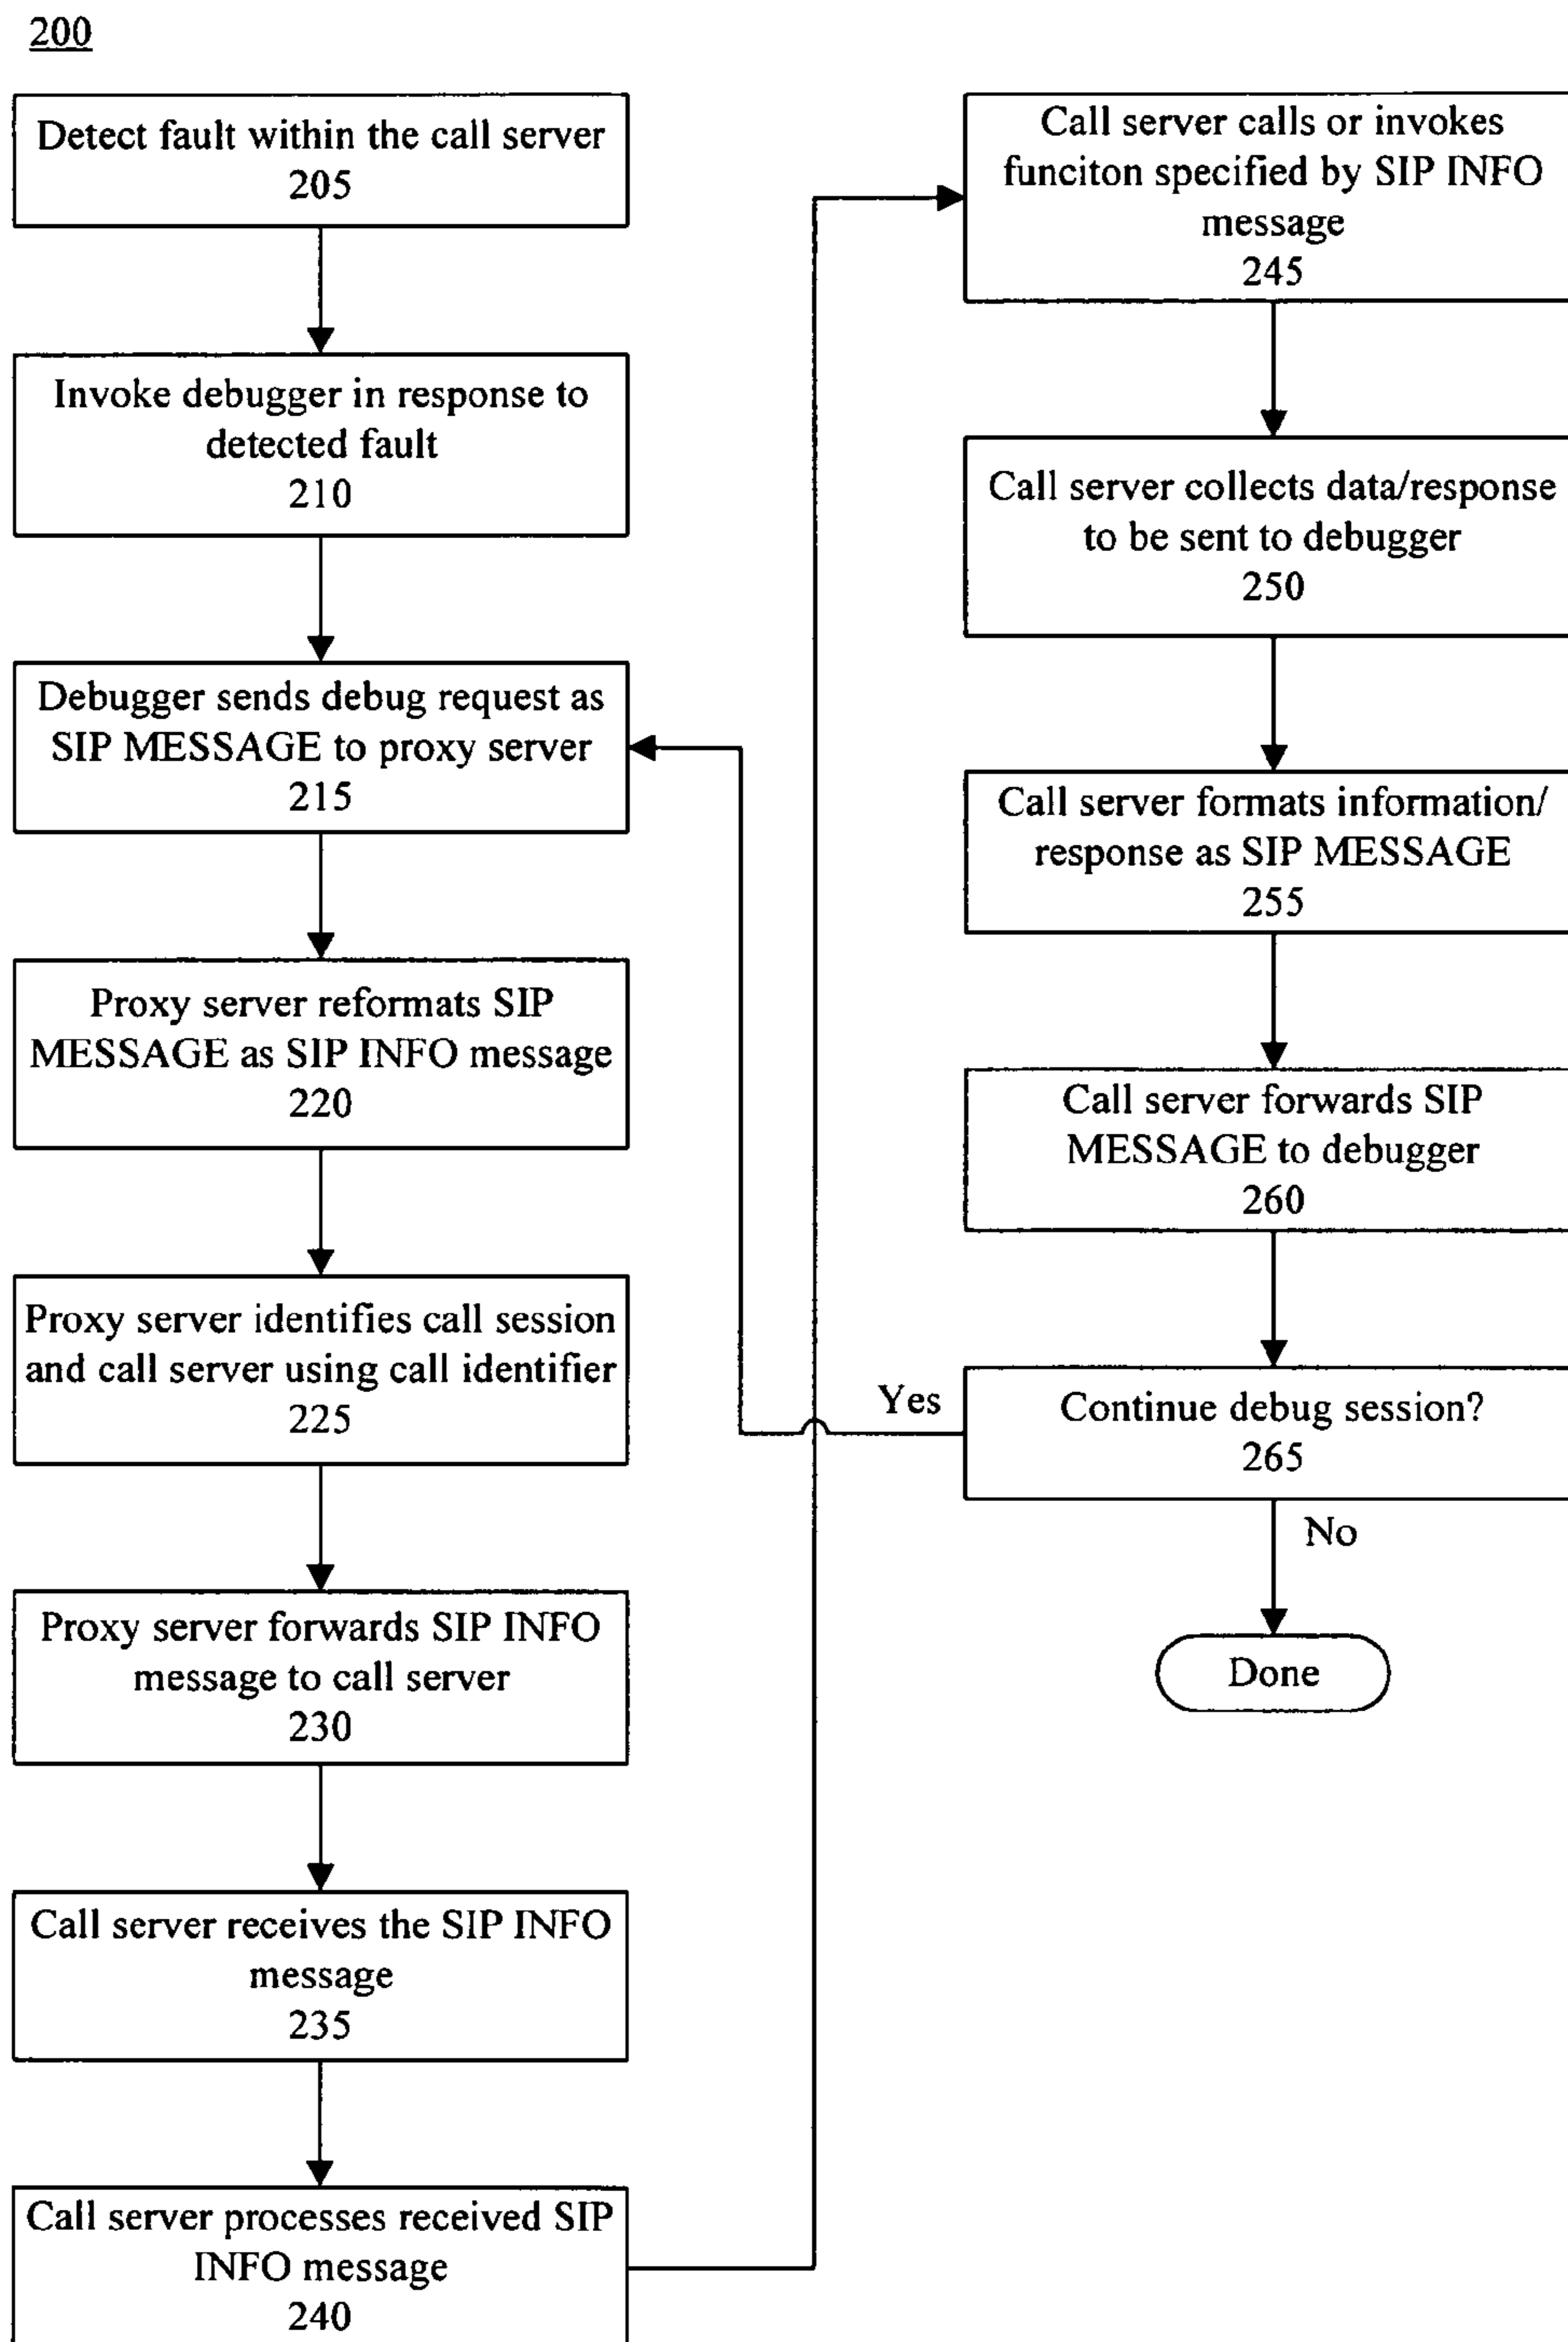 200
Detect fault within the call server
205
Invoke debugger in response to
detected fault
210
Debugger sends debug request as
SIP MESSAGE to proxy server
215
Proxy server reformats SIP
MESSAGE as SIP INFO message
220
Proxy server identifies call session
and call server using call identifier
225
Proxy server forwards SIP INFO
message to call server
230
Call server receives the SIP INFO
message
235
Call server processes received SIP
INFO message
240
Call server calls or invokes
funciton specified by SIP INFO
message
245
Call server collects data/response
to be sent to debugger
250
Call server formats information/
response as SIP MESSAGE
255
Call server forwards SIP
MESSAGE to debugger
260
Yes
Continue debug session?
265
No
Done